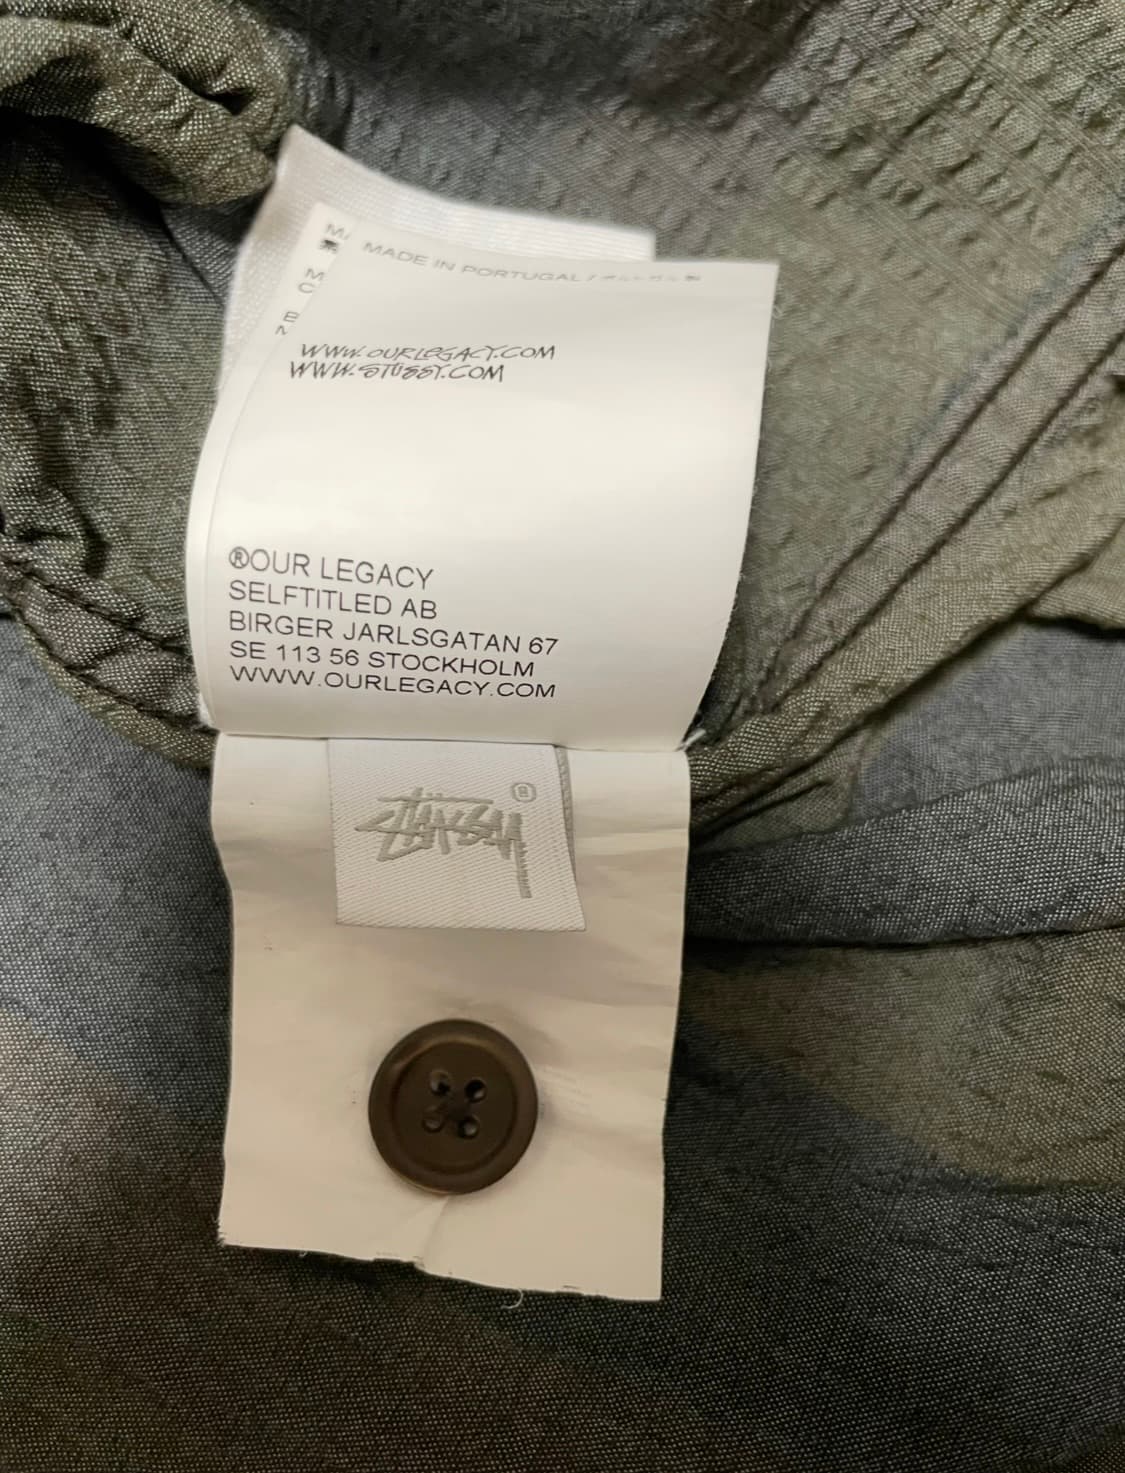 MADE IN PORTUGAL /
WWW.OURLEGACY.COM
WWW.STUSSY.COM
®OUR LEGACY
SELFTITLED AB
BIRGER JARLSGATAN 67
SE 113 56 STOCKHOLM
WWW.OURLEGACY.COM
STÜSSY ®